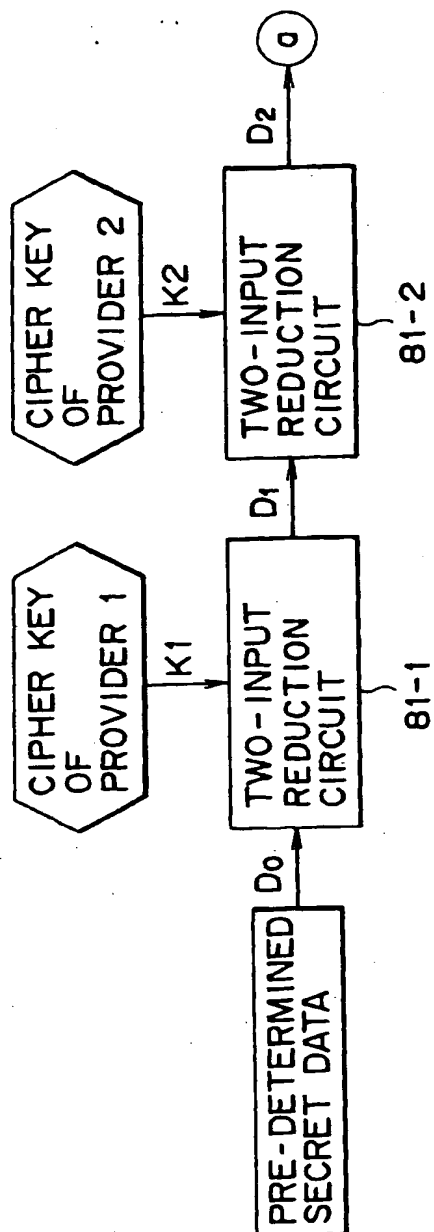 CIPHER KEY
OF
PROVIDER 1
CIPHER KEY
OF
PROVIDER 2
K1
K2
PRE-DETERMINED
SECRET DATA
D0
TWO-INPUT
REDUCTION
CIRCUIT
D1
TWO-INPUT
REDUCTION
CIRCUIT
D2
a
81-1
81-2